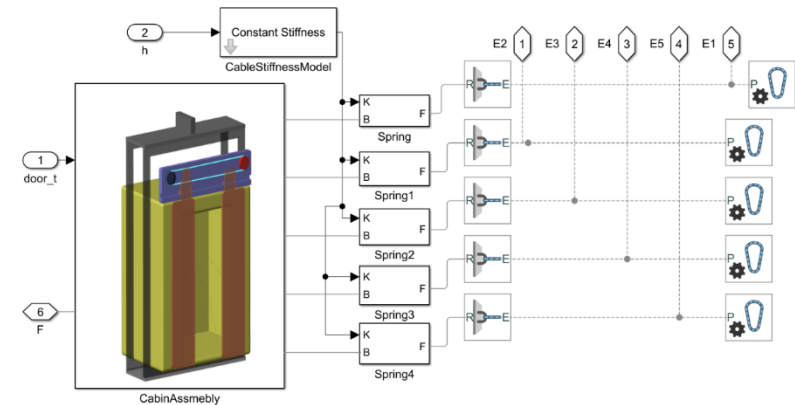 2
h
Constant Stiffness
CableStiffnessModel
E2
1
E3
2
E4
3
E5
4
E1
5
1
door_t
6
F
CabinAssmebly
K
B
F
Spring
K
B
F
Spring1
K
B
F
Spring2
K
B
F
Spring3
K
B
F
Spring4
R
E
P
R
E
P
R
E
P
R
E
P
R
E
P